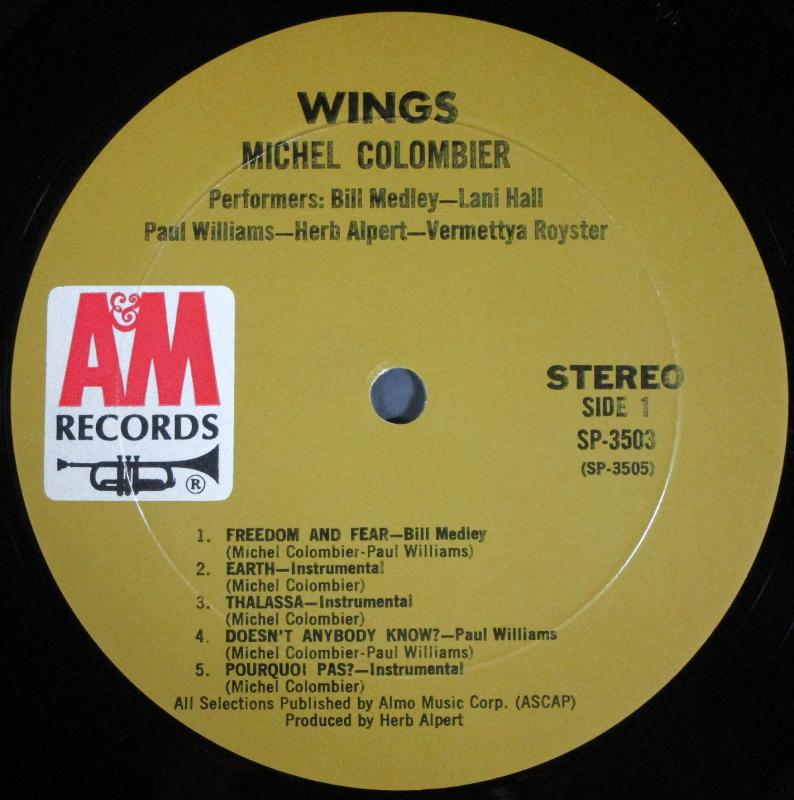 WINGS
MICHEL COLOMBIER
Performers: Bill Medley—Lani Hall
Paul Williams—Herb Alpert—Vermettya Royster
A&M
RECORDS
®
STEREO
SIDE 1
SP-3503
(SP-3505)
1. FREEDOM AND FEAR—Bill Medley
(Michel Colombier-Paul Williams)
2. EARTH—Instrumental
(Michel Colombier)
3. THALASSA—Instrumental
(Michel Colombier)
4. DOESN'T ANYBODY KNOW?—Paul Williams
(Michel Colombier-Paul Williams)
5. POURQUOI PAS?—Instrumental
(Michel Colombier)
All Selections Published by Almo Music Corp. (ASCAP)
Produced by Herb Alpert